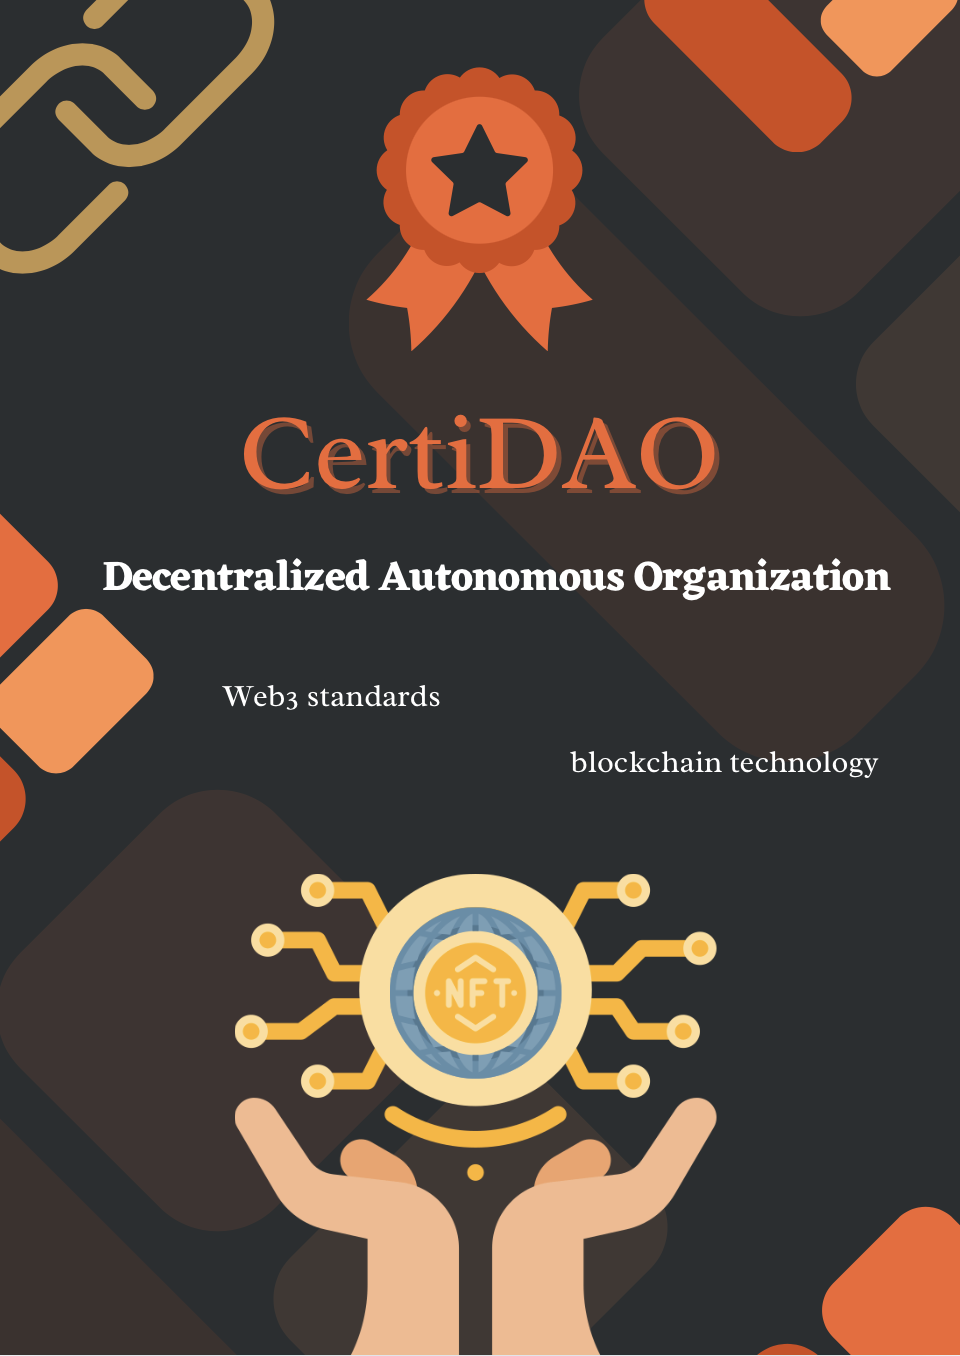 CertiDAO
Decentralized Autonomous Organization
Web3 standards
blockchain technology
NFT